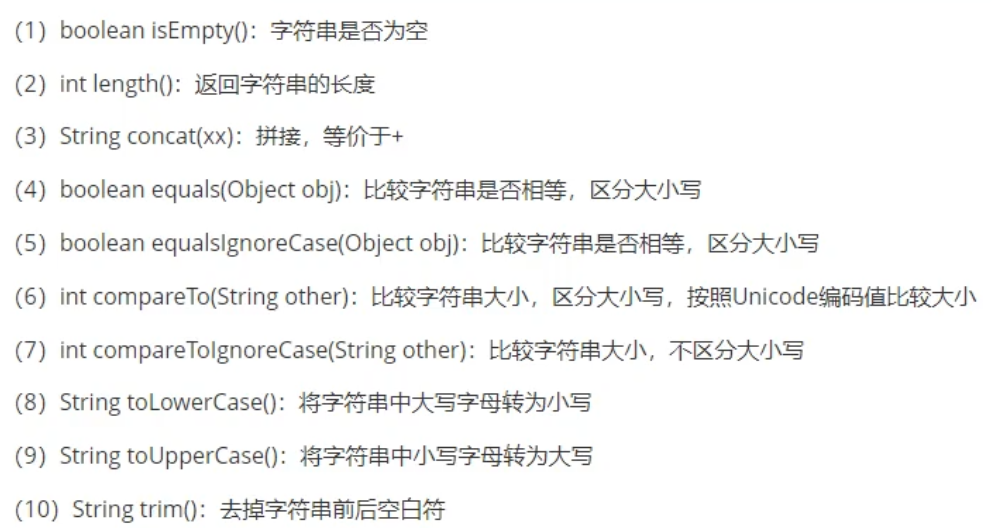 (1) boolean isEmpty()：字符串是否为空
(2) int length()：返回字符串的长度
(3) String concat(xx)：拼接，等价于+
(4) boolean equals(Object obj)：比较字符串是否相等，区分大小写
(5) boolean equalsIgnoreCase(Object obj)：比较字符串是否相等，区分大小写
(6) int compareTo(String other)：比较字符串大小，区分大小写，按照Unicode编码值比较大小
(7) int compareToIgnoreCase(String other)：比较字符串大小，不区分大小写
(8) String toLowerCase()：将字符串中大写字母转为小写
(9) String toUpperCase()：将字符串中小写字母转为大写
(10) String trim()：去掉字符串前后空白符